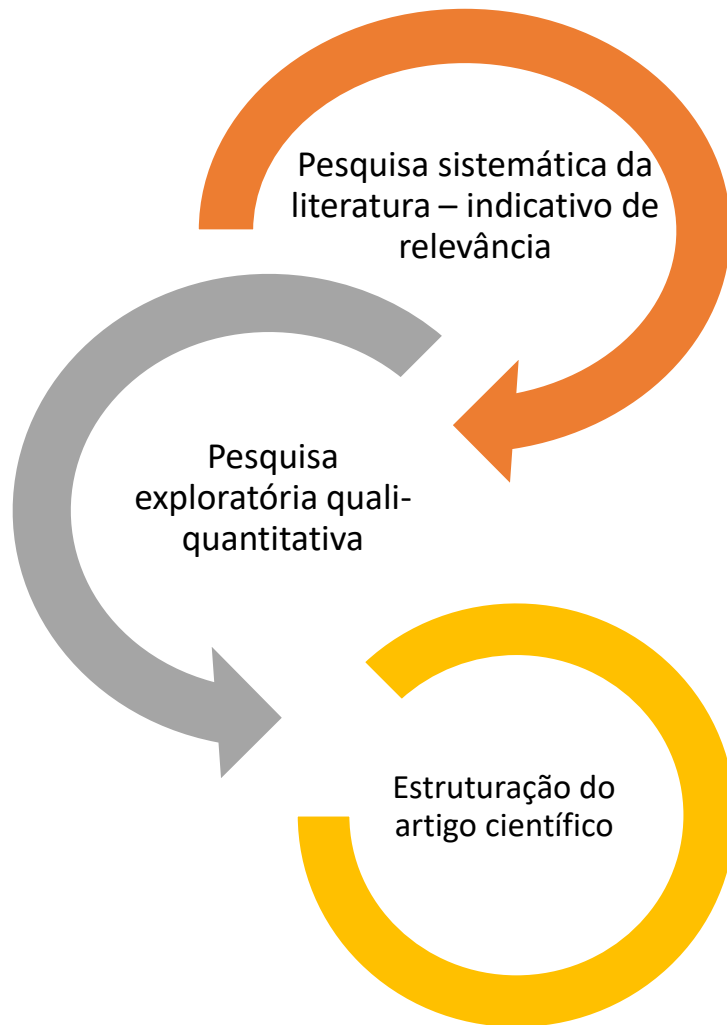 Pesquisa sistemática da
literatura – indicativo de
relevância
Pesquisa
exploratória quali-
quantitativa
Estruturação do
artigo científico